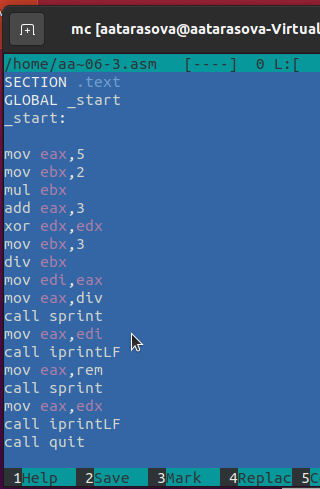 mc [aatarasova@aatarasova-Virtual
/home/aa~06-3.asm [----] 0 L:[
SECTION .text
GLOBAL _start
_start:
mov eax,5
mov ebx,2
mul ebx
add eax,3
xor edx,edx
mov ebx,3
div ebx
mov edi,eax
mov eax,div
call sprint
mov eax,edi
call iprintLF
mov eax,rem
call sprint
mov eax,edx
call iprintLF
call quit
1Help 2Save 3Mark 4Replac 5C